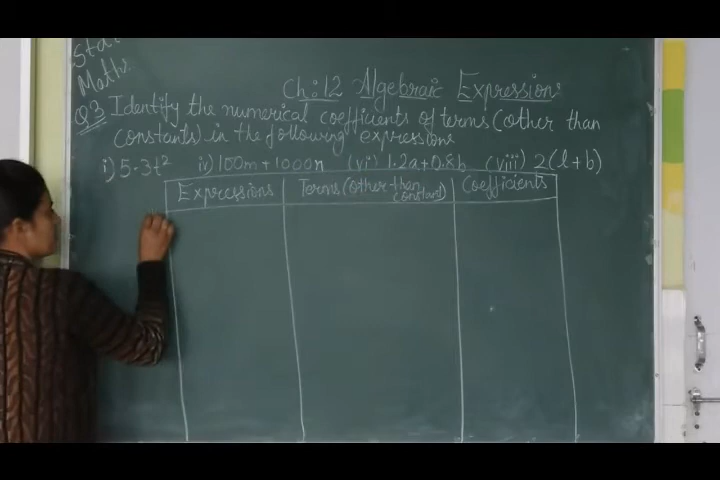 Maths
Ch:12 Algebraic Expressions
Q3 Identify the numerical coefficients of terms (other than
constants) in the following expressions
i) 5-3t² iv) 100m+1000n (vi) 1.2a+0.8b (viii) 2(l+b)
Expressions Terms (other than constant) Coefficients